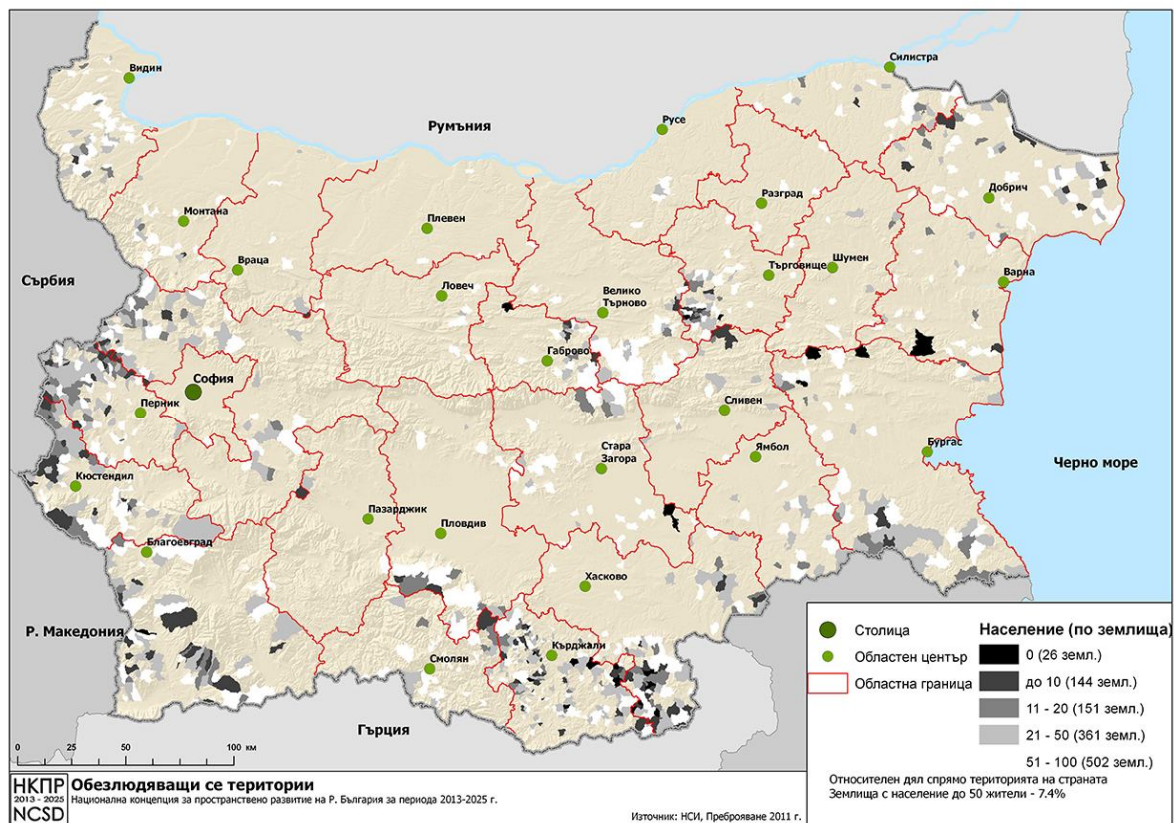 Видин
Силистра
Румъния
Русе
Добрич
Разград
Монтана
Плевен
Враца
Търговище
Шумен
Варна
Сърбия
Ловеч
Велико
Търново
Габрово
София
Перник
Сливен
Стара
Загора
Ямбол
Бургас
Черно море
Кюстендил
Пазарджик
Пловдив
Благоевград
Хасково
Р. Македония
Смолян
Кърджали
Гърция
0 25 50 100 км
Столица
Областен център
Областна граница
Население (по землища)
0 (26 земл.)
до 10 (144 земл.)
11 - 20 (151 земл.)
21 - 50 (361 земл.)
51 - 100 (502 земл.)
Относителен дял спрямо територията на страната
Землища с население до 50 жители - 7.4%
НКПР
2013 - 2025
NCSD
Обезлюдяващи се територии
Национална концепция за пространствено развитие на Р. България за периода 2013-2025 г.
Източник: НСИ, Преброяване 2011 г.